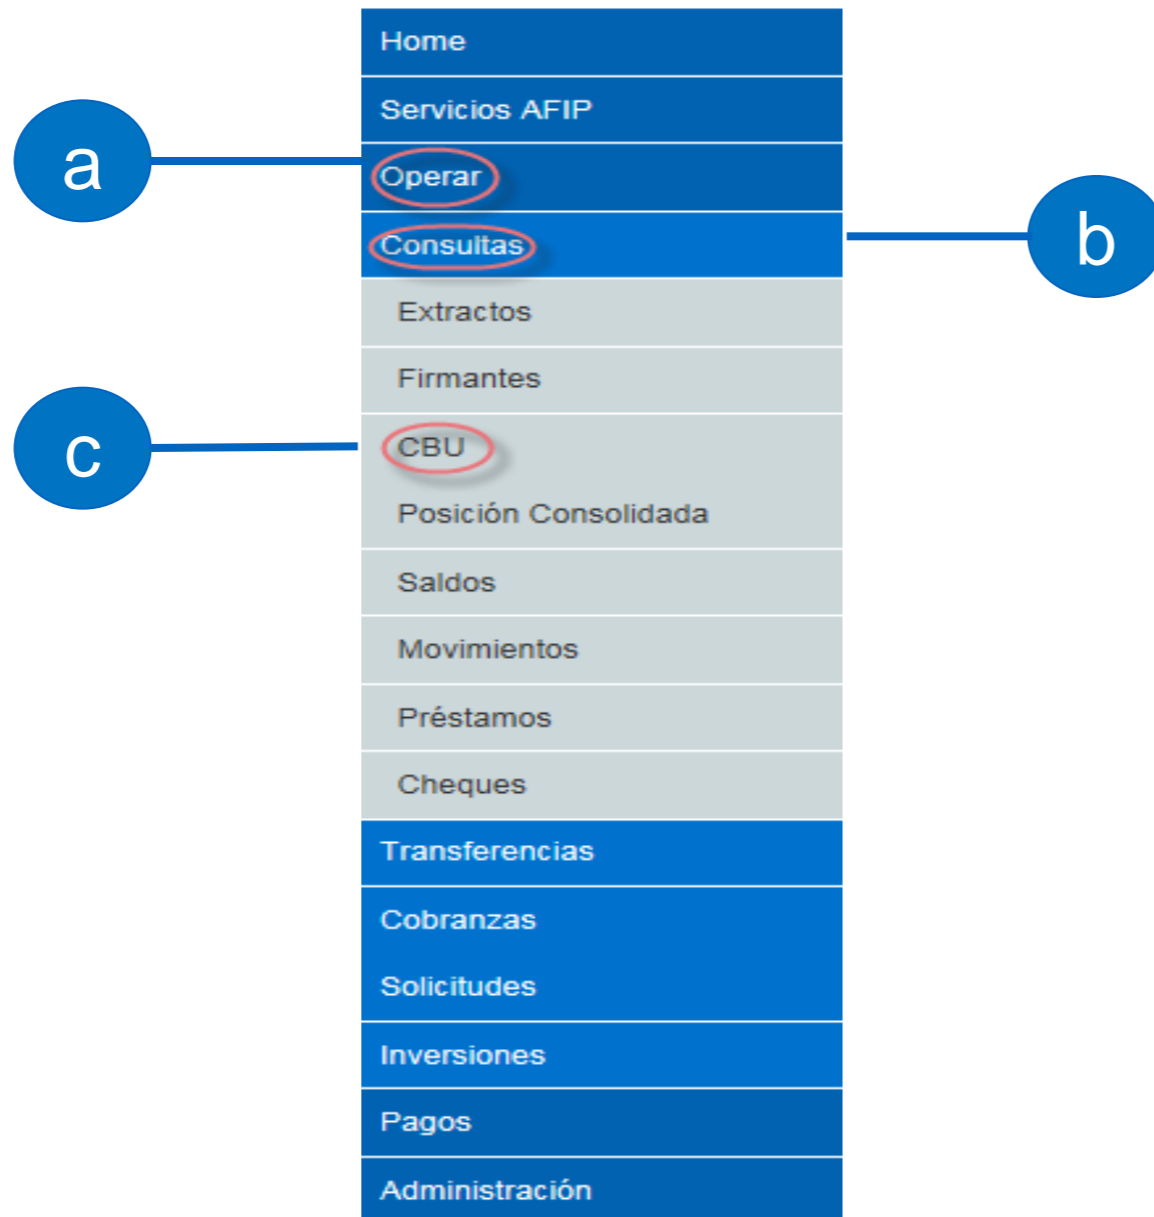 Home
Servicios AFIP
a
Operar
Consultas
b
Extractos
Firmantes
c
CBU
Posición Consolidada
Saldos
Movimientos
Préstamos
Cheques
Transferencias
Cobranzas
Solicitudes
Inversiones
Pagos
Administración